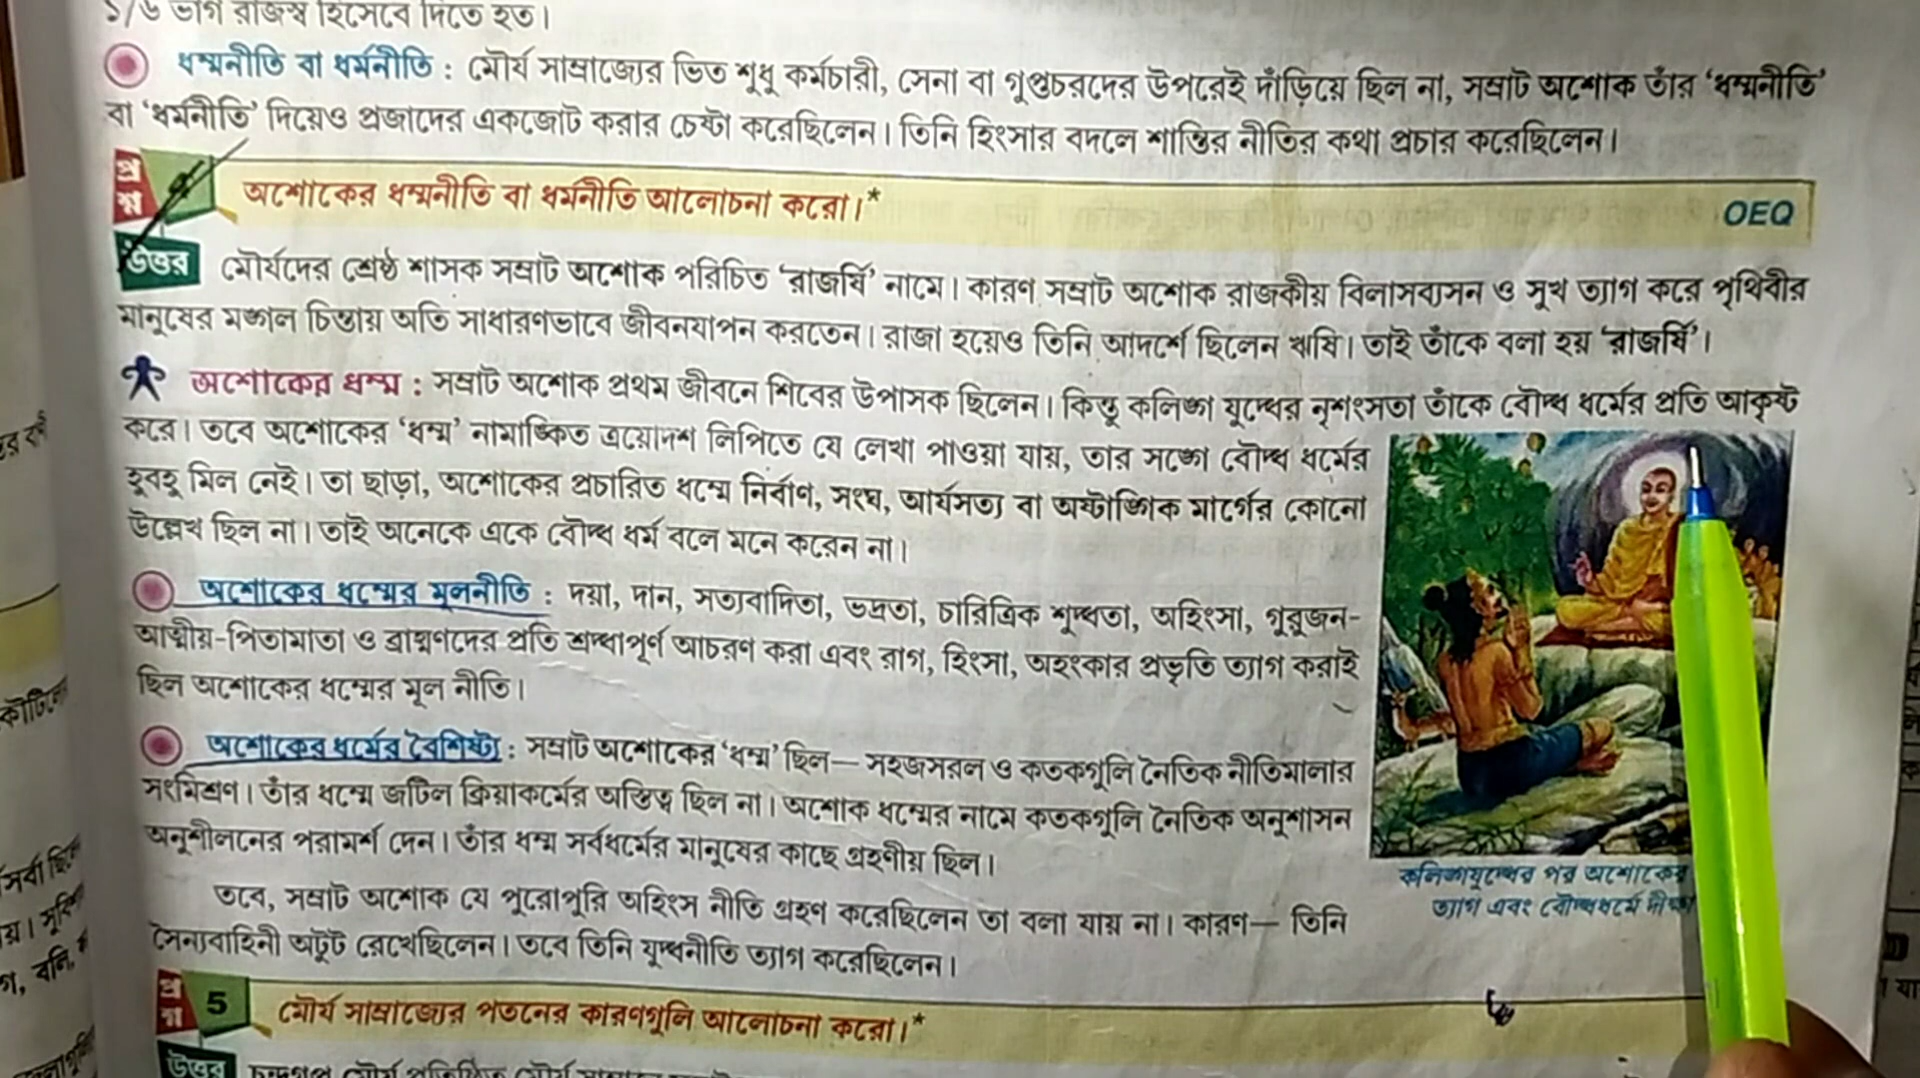 ১/৬ ভাগ রাজস্ব হিসেবে দিতে হত।
ধম্মনীতি বা ধর্মনীতি : মৌর্য সাম্রাজ্যের ভিত শুধু কর্মচারী, সেনা বা গুপ্তচরদের উপরেই দাঁড়িয়ে ছিল না, সম্রাট অশোক তাঁর ‘ধম্মনীতি’
বা ‘ধর্মনীতি’ দিয়েও প্রজাদের একজোট করার চেষ্টা করেছিলেন। তিনি হিংসার বদলে শান্তির নীতির কথা প্রচার করেছিলেন।
প্রশ্ন
অশোকের ধম্মনীতি বা ধর্মনীতি আলোচনা করো।*
OEQ
উত্তর মৌর্যদের শ্রেষ্ঠ শাসক সম্রাট অশোক পরিচিত ‘রাজর্ষি’ নামে। কারণ সম্রাট অশোক রাজকীয় বিলাসব্যসন ও সুখ ত্যাগ করে পৃথিবীর
মানুষের মঙ্গল চিন্তায় অতি সাধারণভাবে জীবনযাপন করতেন। রাজা হয়েও তিনি আদর্শে ছিলেন ঋষি। তাই তাঁকে বলা হয় ‘রাজর্ষি’।
অশোকের ধম্ম : সম্রাট অশোক প্রথম জীবনে শিবের উপাসক ছিলেন। কিন্তু কলিঙ্গ যুদ্ধের নৃশংসতা তাঁকে বৌদ্ধ ধর্মের প্রতি আকৃষ্ট
করে। তবে অশোকের ‘ধম্ম’ নামাঙ্কিত ত্রয়োদশ লিপিতে যে লেখা পাওয়া যায়, তার সঙ্গে বৌদ্ধ ধর্মের
হুবহু মিল নেই। তা ছাড়া, অশোকের প্রচারিত ধম্মে নির্বাণ, সংঘ, আর্যসত্য বা অষ্টাঙ্গিক মার্গের কোনো
উল্লেখ ছিল না। তাই অনেকে একে বৌদ্ধ ধর্ম বলে মনে করেন না।
অশোকের ধম্মের মূলনীতি : দয়া, দান, সত্যবাদিতা, ভদ্রতা, চারিত্রিক শুদ্ধতা, অহিংসা, গুরুজন-
আত্মীয়-পিতামাতা ও ব্রাহ্মণদের প্রতি শ্রদ্ধাপূর্ণ আচরণ করা এবং রাগ, হিংসা, অহংকার প্রভৃতি ত্যাগ করাই
ছিল অশোকের ধম্মের মূল নীতি।
অশোকের ধর্মের বৈশিষ্ট্য : সম্রাট অশোকের ‘ধম্ম’ ছিল— সহজসরল ও কতকগুলি নৈতিক নীতিমালার
সংমিশ্রণ। তাঁর ধম্মে জটিল ক্রিয়াকর্মের অস্তিত্ব ছিল না। অশোক ধম্মের নামে কতকগুলি নৈতিক অনুশাসন
অনুশীলনের পরামর্শ দেন। তাঁর ধম্ম সর্বধর্মের মানুষের কাছে গ্রহণীয় ছিল।
কলিঙ্গযুদ্ধের পর অশোকের
ত্যাগ এবং বৌদ্ধধর্মে দীক্ষা
তবে, সম্রাট অশোক যে পুরোপুরি অহিংস নীতি গ্রহণ করেছিলেন তা বলা যায় না। কারণ— তিনি
সৈন্যবাহিনী অটুট রেখেছিলেন। তবে তিনি যুদ্ধনীতি ত্যাগ করেছিলেন।
প্রশ্ন 5 মৌর্য সাম্রাজ্যের পতনের কারণগুলি আলোচনা করো।*
উত্তর চন্দ্রগুপ্ত মৌর্য প্রতিষ্ঠিত মৌর্য